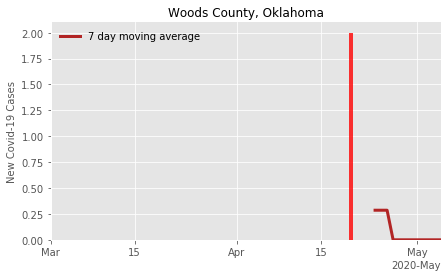 Woods County, Oklahoma
7 day moving average
New Covid-19 Cases
2.00
1.75
1.50
1.25
1.00
0.75
0.50
0.25
0.00
Mar
15
Apr
15
May
2020-May